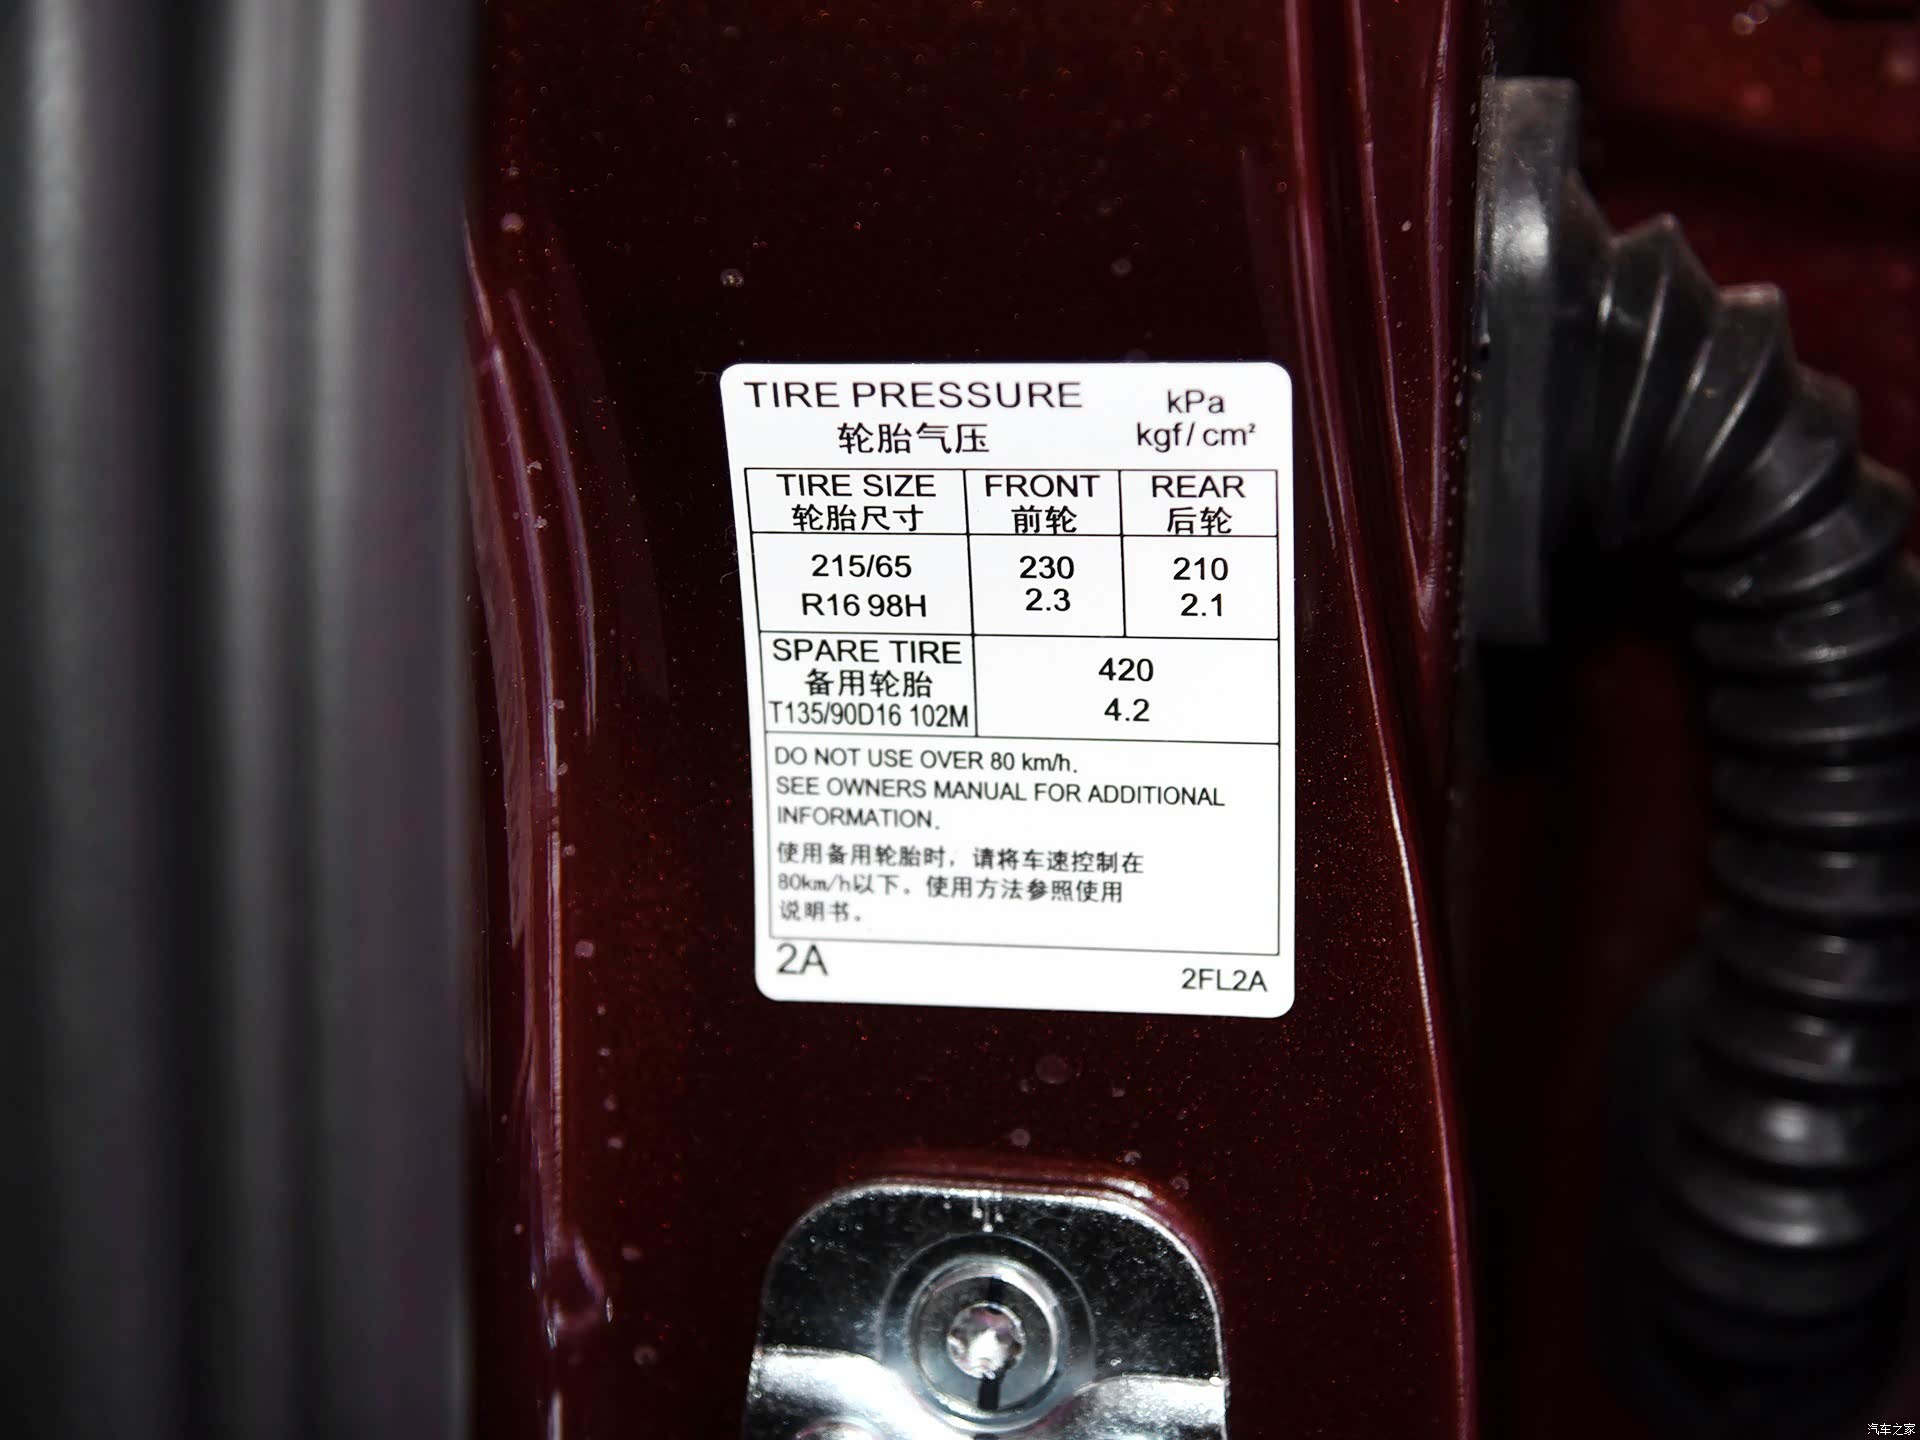 TIRE PRESSURE kPa
轮胎气压 kgf/cm²
TIRE SIZE FRONT REAR
轮胎尺寸 前轮 后轮
215/65 230 210
R16 98H 2.3 2.1
SPARE TIRE 420
备用轮胎
T135/90D16 102M 4.2
DO NOT USE OVER 80 km/h.
SEE OWNERS MANUAL FOR ADDITIONAL
INFORMATION.
使用备用轮胎时，请将车速控制在
80km/h以下。使用方法参照使用
说明书。
2A 2FL2A
汽车之家